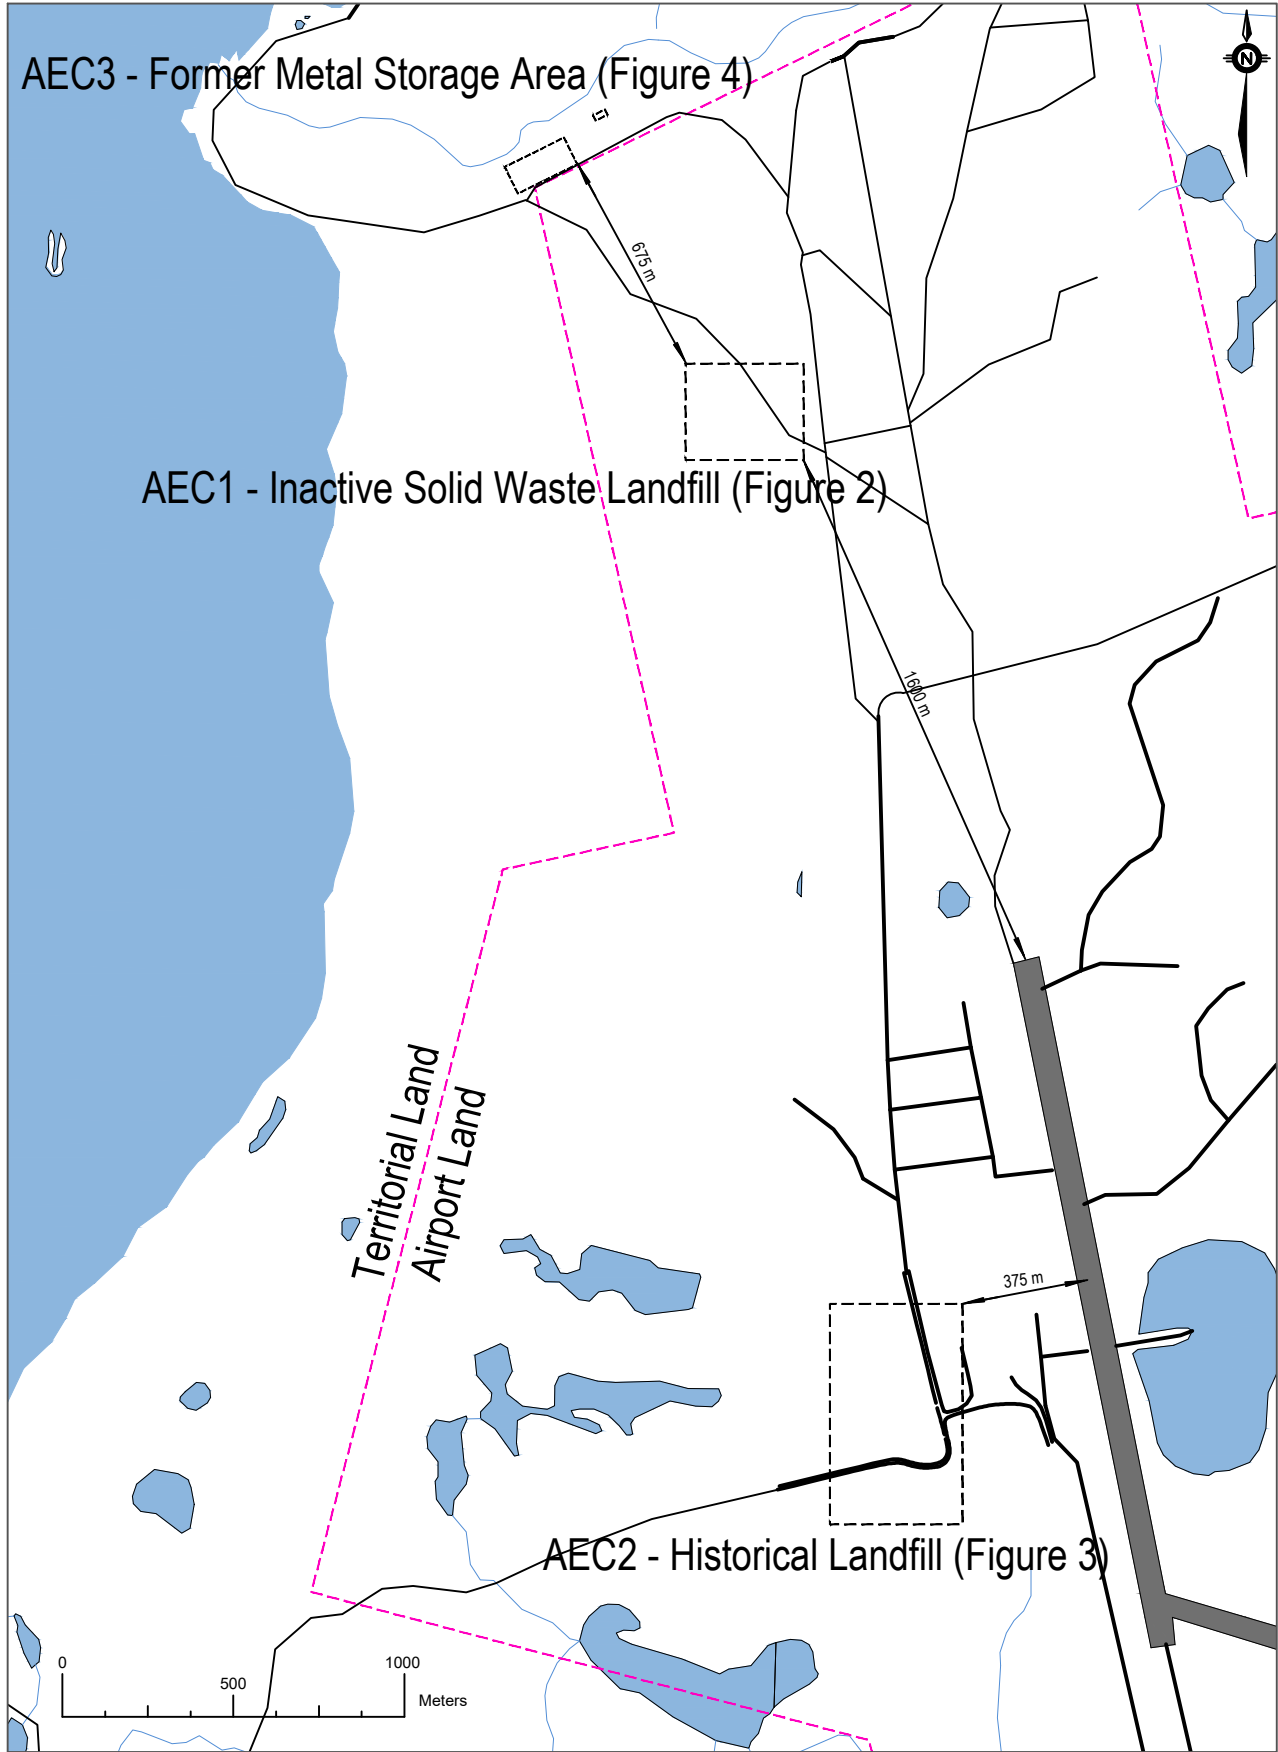 N
AEC3 - Former Metal Storage Area (Figure 4)
675 m
AEC1 - Inactive Solid Waste Landfill (Figure 2)
1600 m
Territorial Land
Airport Land
375 m
AEC2 - Historical Landfill (Figure 3)
0 500 1000
Meters